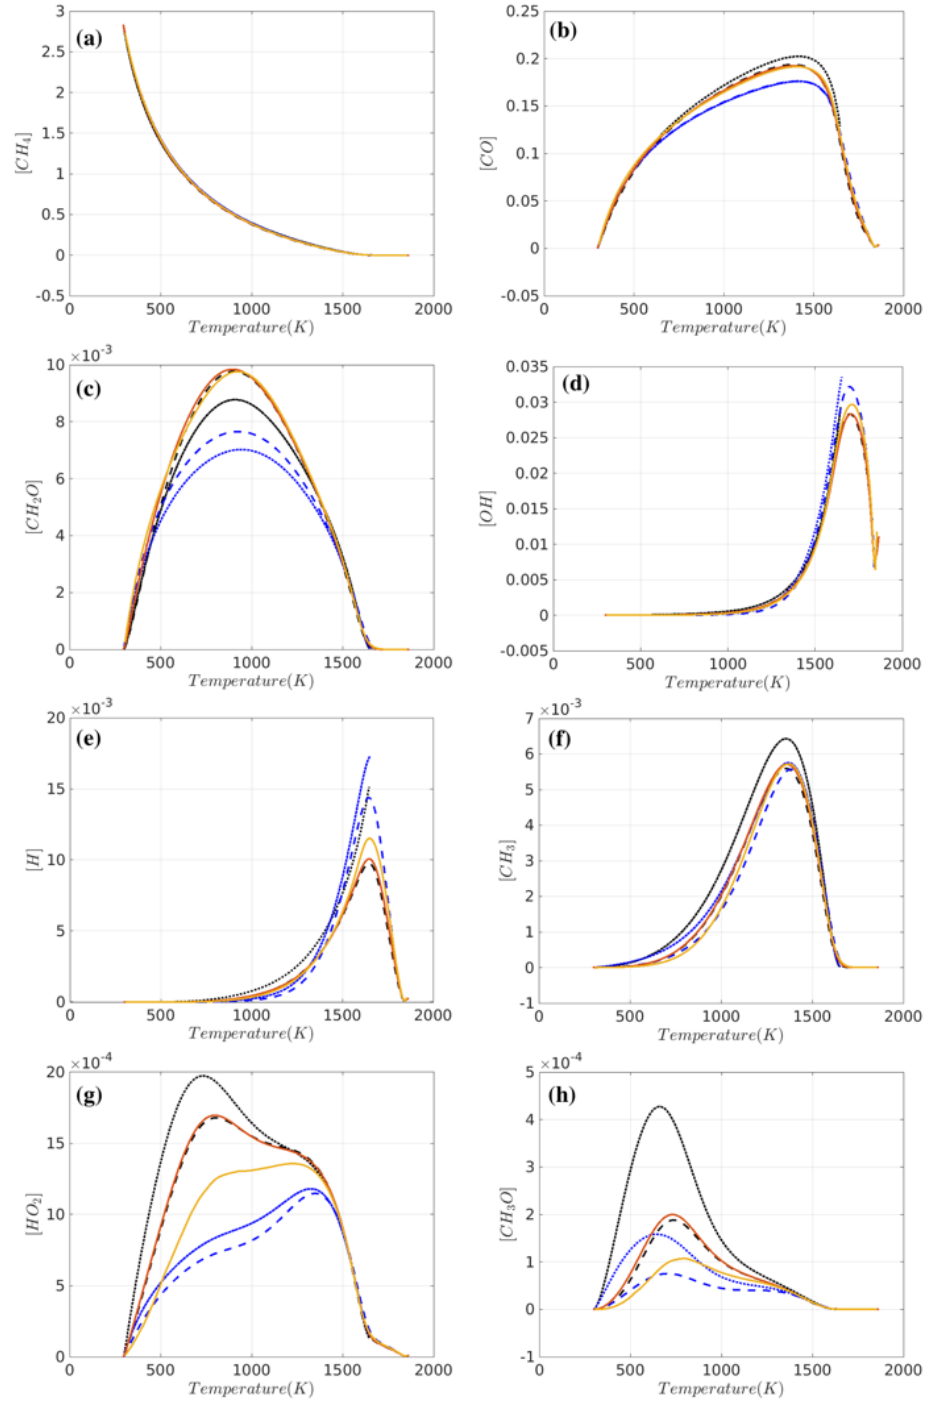 (a)
3
2.5
2
1.5
1
0.5
0
-0.5
[CH₄]
0 500 1000 1500 2000
Temperature(K)
(b)
0.25
0.2
0.15
0.1
0.05
0
-0.05
[CO]
0 500 1000 1500 2000
Temperature(K)
(c)
×10⁻³
10
8
6
4
2
0
[CH₂O]
0 500 1000 1500 2000
Temperature(K)
(d)
0.035
0.03
0.025
0.02
0.015
0.01
0.005
0
-0.005
[OH]
0 500 1000 1500 2000
Temperature(K)
(e)
×10⁻³
20
15
10
5
0
[H]
0 500 1000 1500 2000
Temperature(K)
(f)
×10⁻³
7
6
5
4
3
2
1
0
-1
[CH₃]
0 500 1000 1500 2000
Temperature(K)
(g)
×10⁻⁴
20
15
10
5
0
[HO₂]
0 500 1000 1500 2000
Temperature(K)
(h)
×10⁻⁴
5
4
3
2
1
0
-1
[CH₃O]
0 500 1000 1500 2000
Temperature(K)